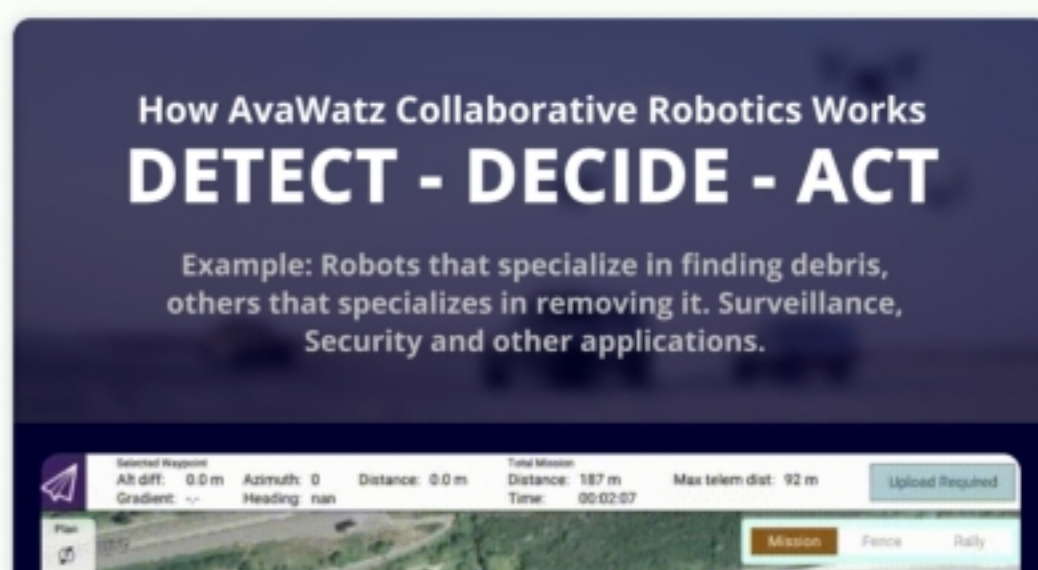 How AvaWatz Collaborative Robotics Works
DETECT - DECIDE - ACT
Example: Robots that specialize in finding debris,
others that specializes in removing it. Surveillance,
Security and other applications.
Selected Waypoint
Total Mission
Alt diff: 0.0 m Azimuth: 0 Distance: 0.0 m Distance: 187 m Max telem dist: 92 m Upload Required
Gradient: -.- Heading: nan Time: 00:02:07
Plan
Mission Fence Rally